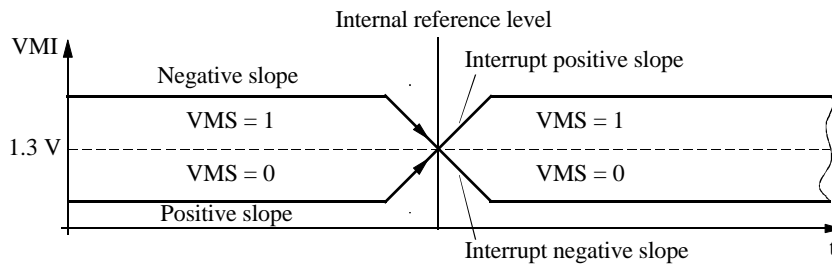 Internal reference level
VMI
Negative slope
Interrupt positive slope
VMS = 1
VMS = 1
1.3 V
VMS = 0
VMS = 0
Positive slope
Interrupt negative slope
t